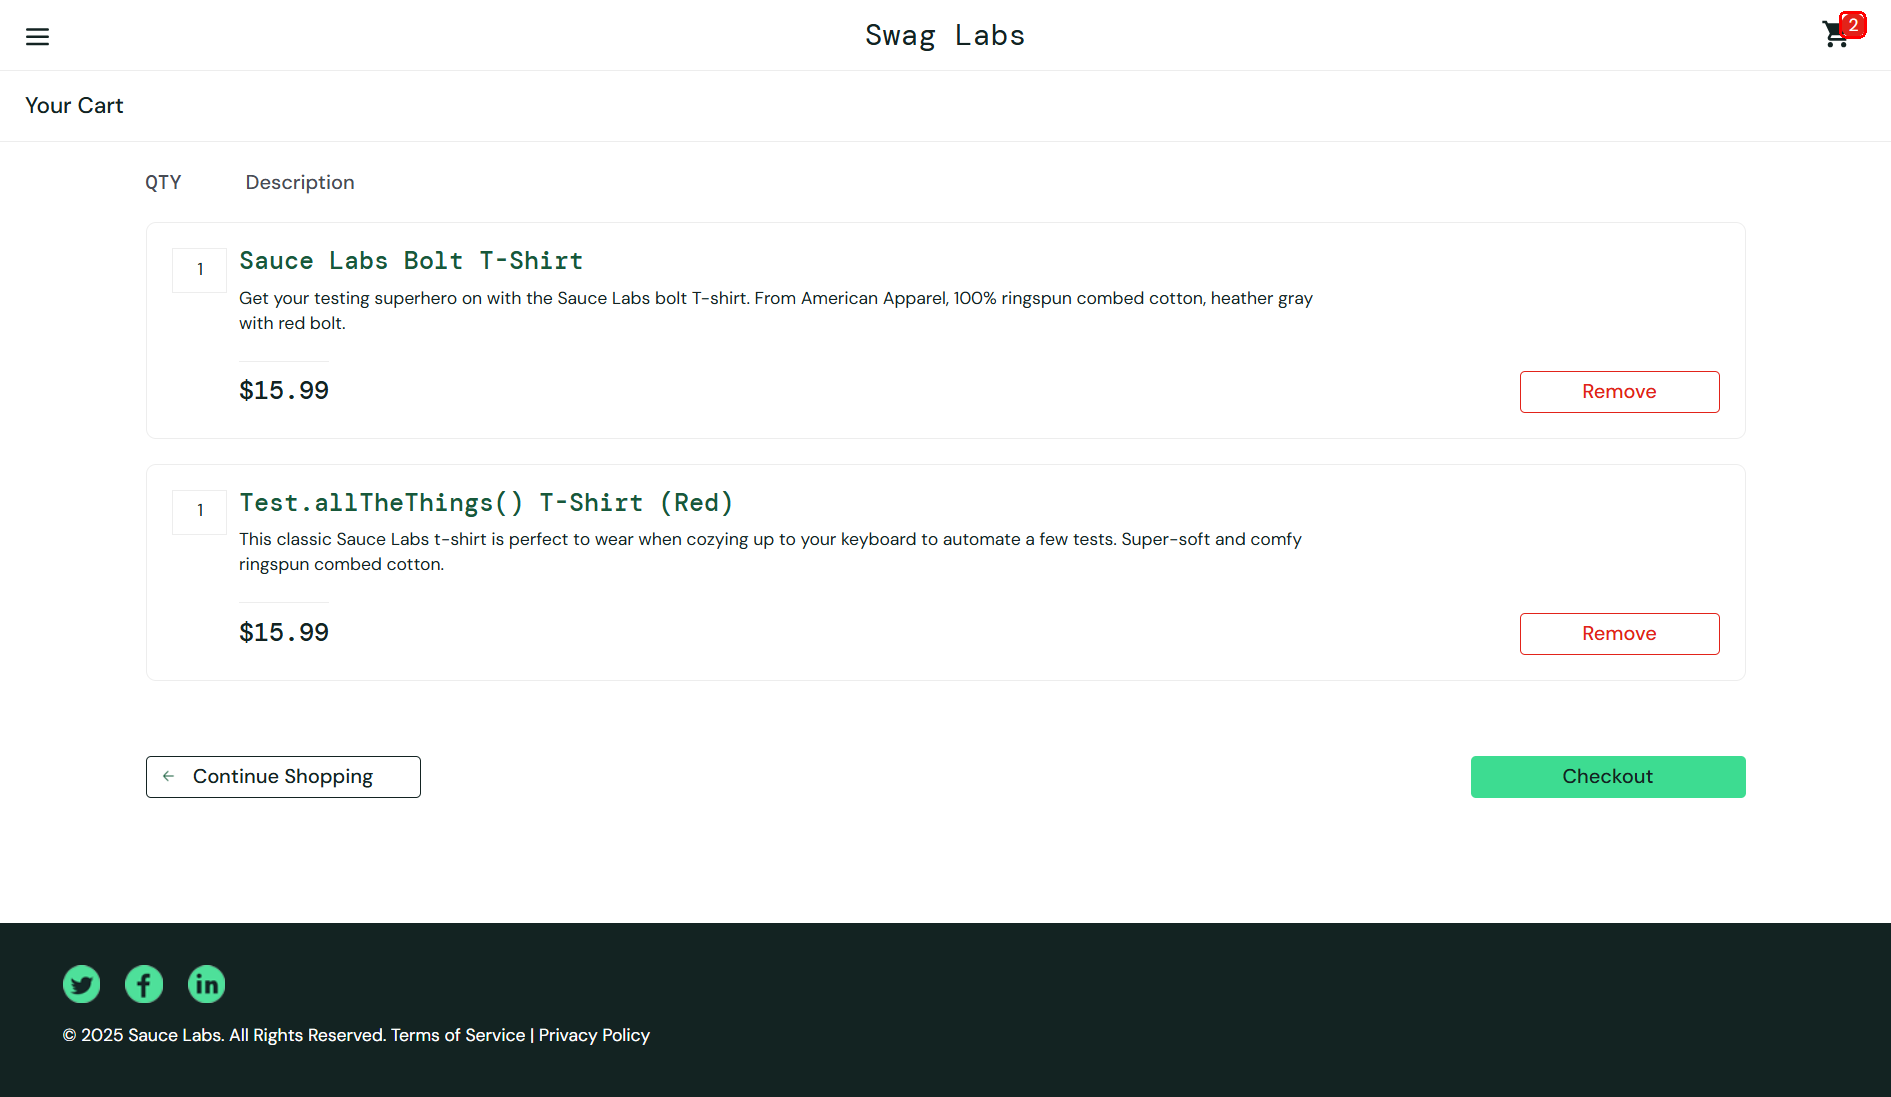 Swag Labs
2
Your Cart
QTY Description
1
Sauce Labs Bolt T-Shirt
Get your testing superhero on with the Sauce Labs bolt T-shirt. From American Apparel, 100% ringspun combed cotton, heather gray
with red bolt.
$15.99
Remove
1
Test.allTheThings() T-Shirt (Red)
This classic Sauce Labs t-shirt is perfect to wear when cozying up to your keyboard to automate a few tests. Super-soft and comfy
ringspun combed cotton.
$15.99
Remove
Continue Shopping
Checkout
© 2025 Sauce Labs. All Rights Reserved. Terms of Service | Privacy Policy